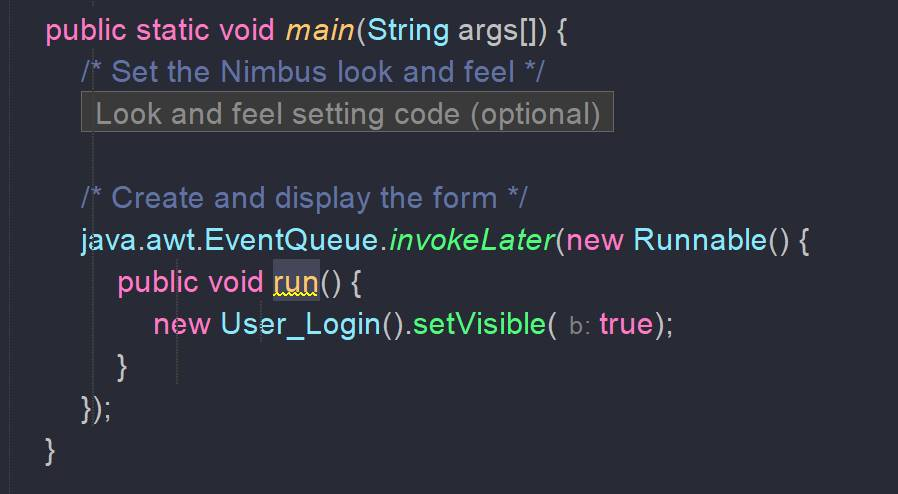 public static void main(String args[]) {
/* Set the Nimbus look and feel */
Look and feel setting code (optional)
/* Create and display the form */
java.awt.EventQueue.invokeLater(new Runnable() {
public void run() {
new User_Login().setVisible( b: true);
}
});
}